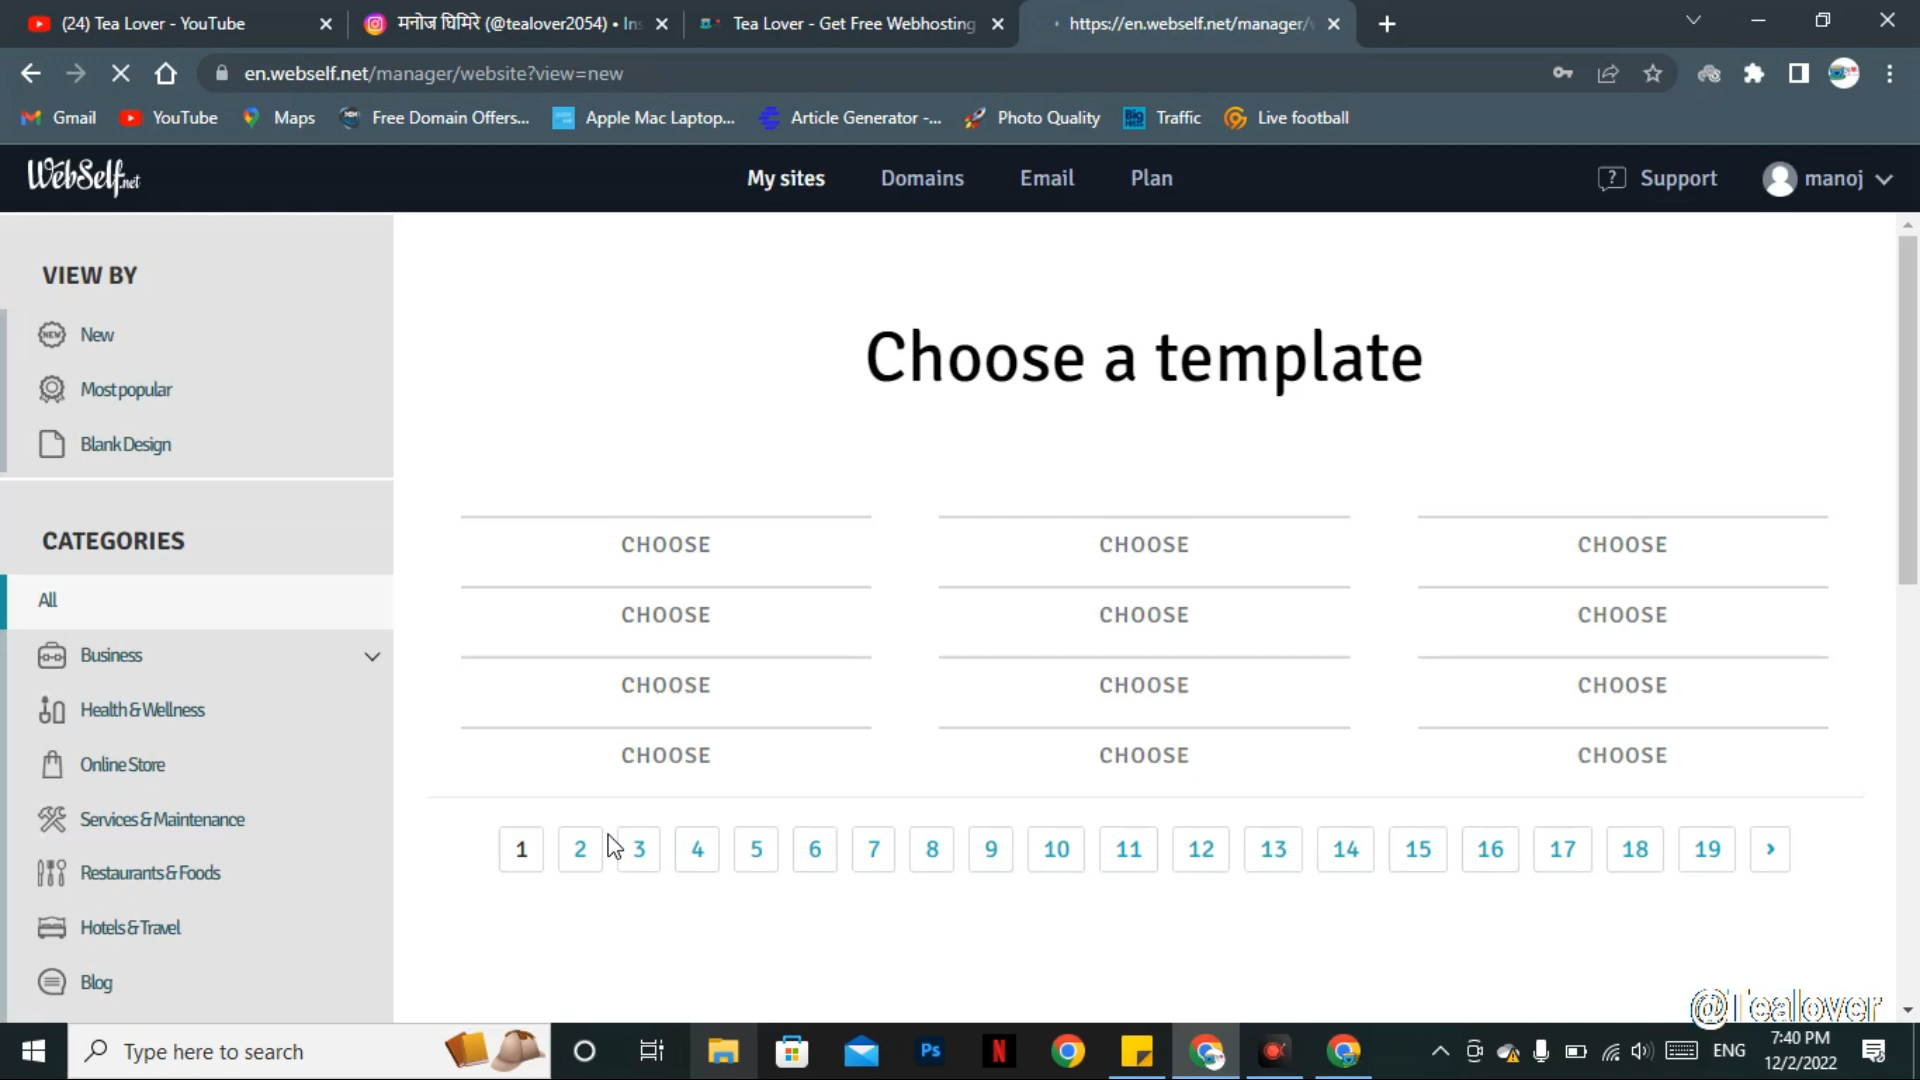 (24) Tea Lover - YouTube
मनोज घिमिरे (@tealover2054) • Ins
Tea Lover - Get Free Webhosting
https://en.webself.net/manager/
en.webself.net/manager/website?view=new
Gmail
YouTube
Maps
Free Domain Offers...
Apple Mac Laptop...
Article Generator -...
Photo Quality
Traffic
Live football
WebSelf.net
My sites
Domains
Email
Plan
Support
manoj
VIEW BY
New
Most popular
Blank Design
CATEGORIES
All
Business
Health & Wellness
Online Store
Services & Maintenance
Restaurants & Foods
Hotels & Travel
Blog
Choose a template
CHOOSE CHOOSE CHOOSE
CHOOSE CHOOSE CHOOSE
CHOOSE CHOOSE CHOOSE
CHOOSE CHOOSE CHOOSE
1 2 3 4 5 6 7 8 9 10 11 12 13 14 15 16 17 18 19 >
@Tealover
Type here to search
Ps
N
ENG
7:40 PM
12/2/2022